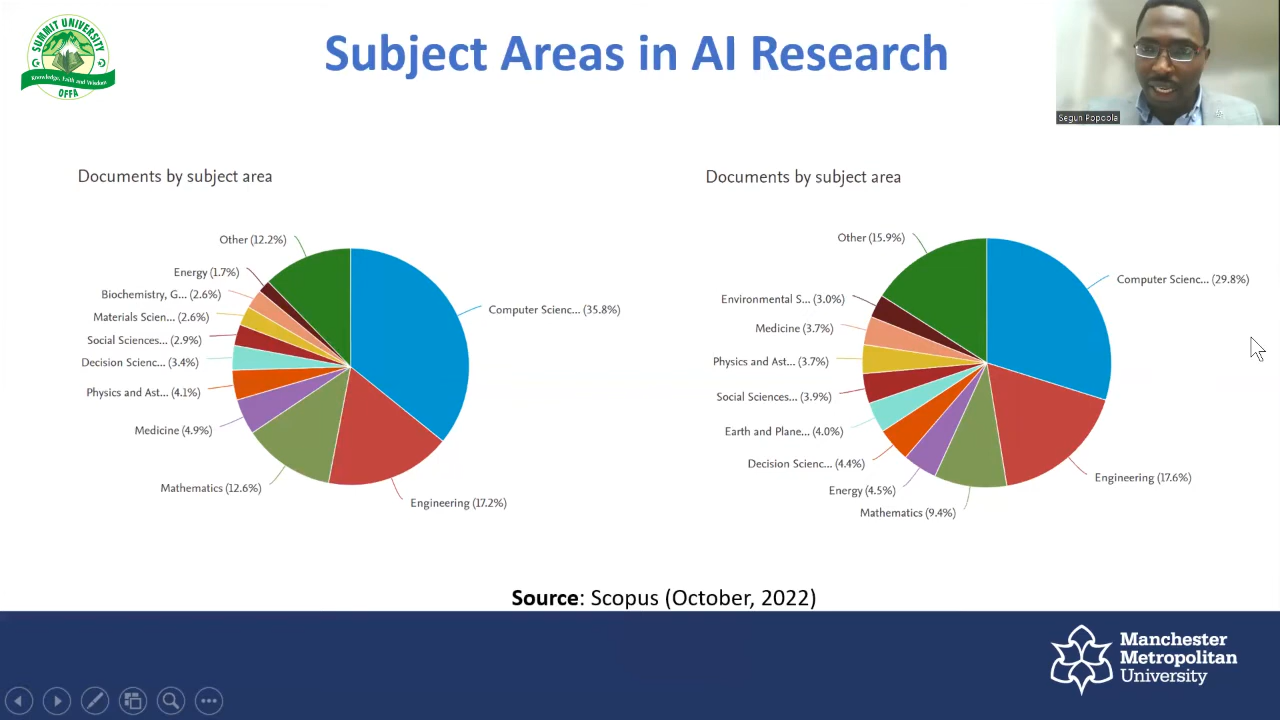 SUMMIT UNIVERSITY
Knowledge, Faith and Wisdom
OFFA
Subject Areas in AI Research
Segun Popoola
Documents by subject area
Other (12.2%)
Energy (1.7%)
Biochemistry, G... (2.6%)
Materials Scien... (2.6%)
Social Sciences... (2.9%)
Decision Scienc... (3.4%)
Physics and Ast... (4.1%)
Medicine (4.9%)
Mathematics (12.6%)
Engineering (17.2%)
Computer Scienc... (35.8%)
Documents by subject area
Other (15.9%)
Environmental S... (3.0%)
Medicine (3.7%)
Physics and Ast... (3.7%)
Social Sciences... (3.9%)
Earth and Plane... (4.0%)
Decision Scienc... (4.4%)
Energy (4.5%)
Mathematics (9.4%)
Engineering (17.6%)
Computer Scienc... (29.8%)
Source: Scopus (October, 2022)
Manchester
Metropolitan
University